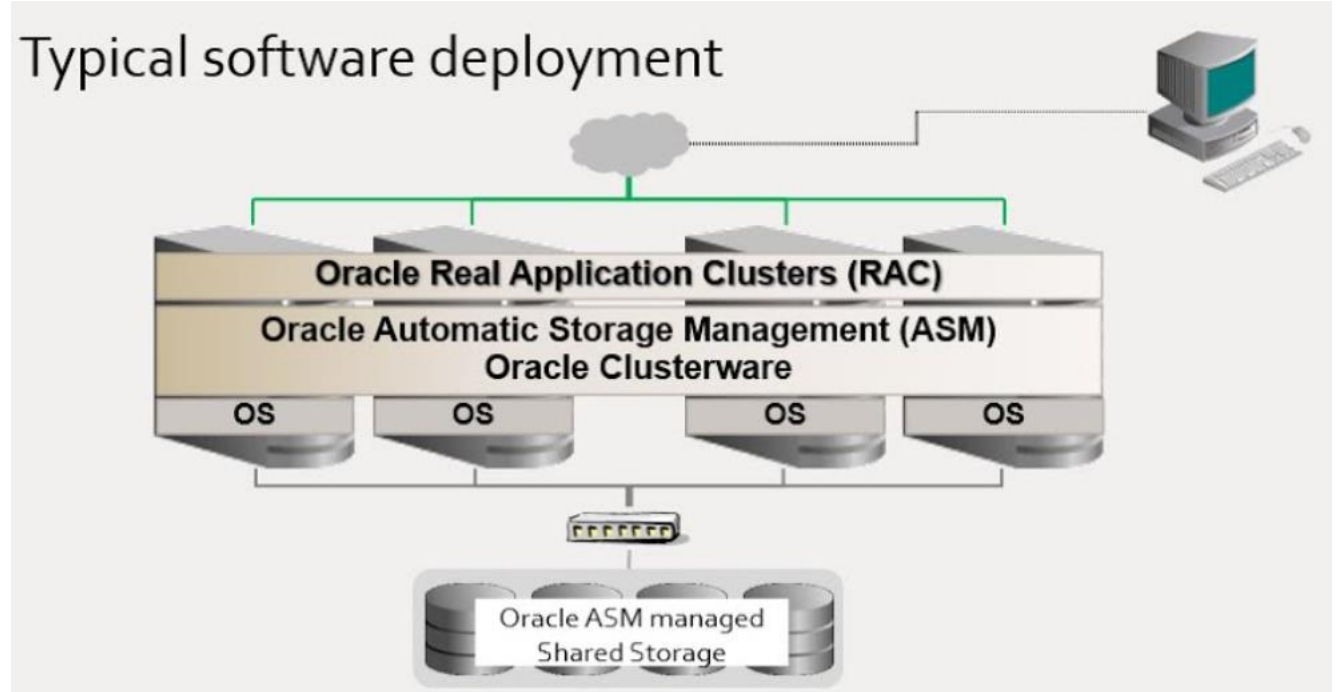 Typical software deployment
Oracle Real Application Clusters (RAC)
Oracle Automatic Storage Management (ASM)
Oracle Clusterware
OS OS OS OS
Oracle ASM managed
Shared Storage